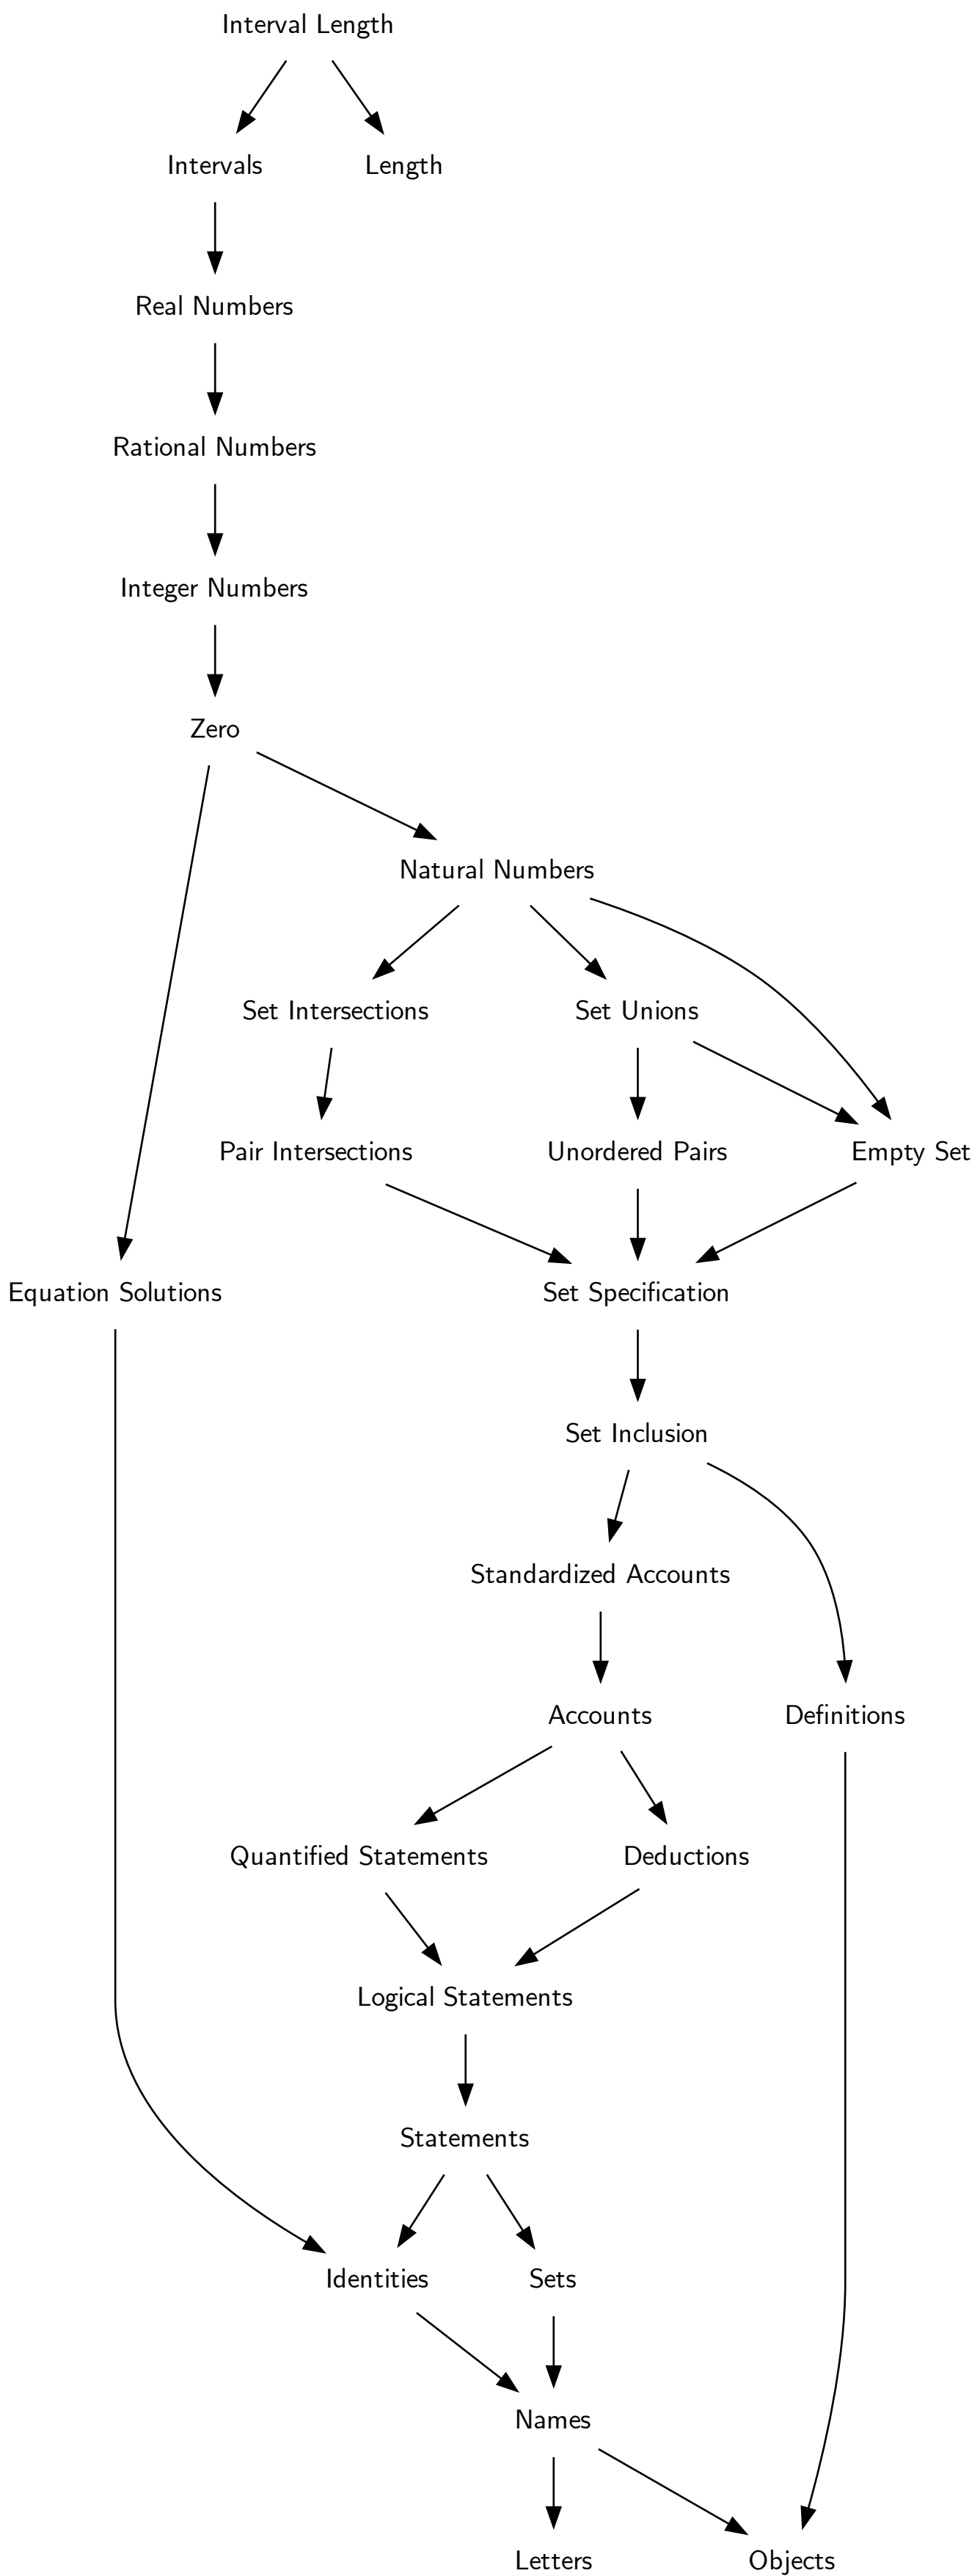 Interval Length
Intervals
Length
Real Numbers
Rational Numbers
Integer Numbers
Zero
Natural Numbers
Set Intersections
Set Unions
Pair Intersections
Unordered Pairs
Empty Set
Equation Solutions
Set Specification
Set Inclusion
Standardized Accounts
Accounts
Definitions
Quantified Statements
Deductions
Logical Statements
Statements
Identities
Sets
Names
Letters
Objects